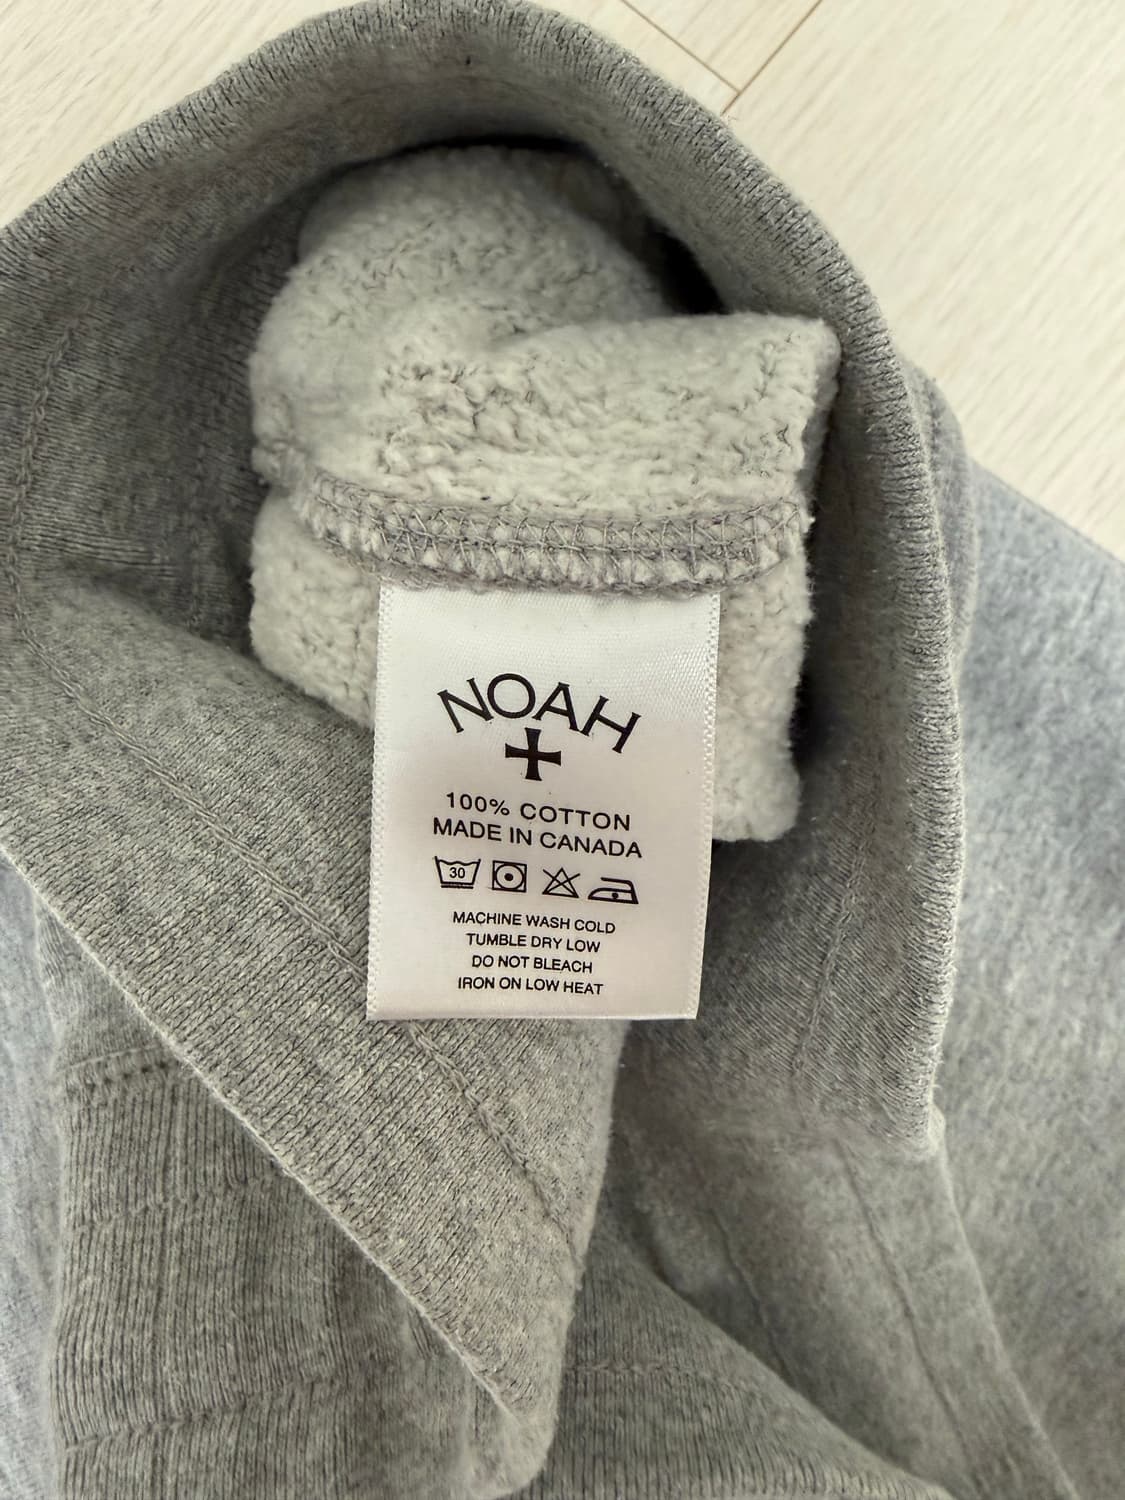 NOAH
100% COTTON
MADE IN CANADA
30
MACHINE WASH COLD
TUMBLE DRY LOW
DO NOT BLEACH
IRON ON LOW HEAT